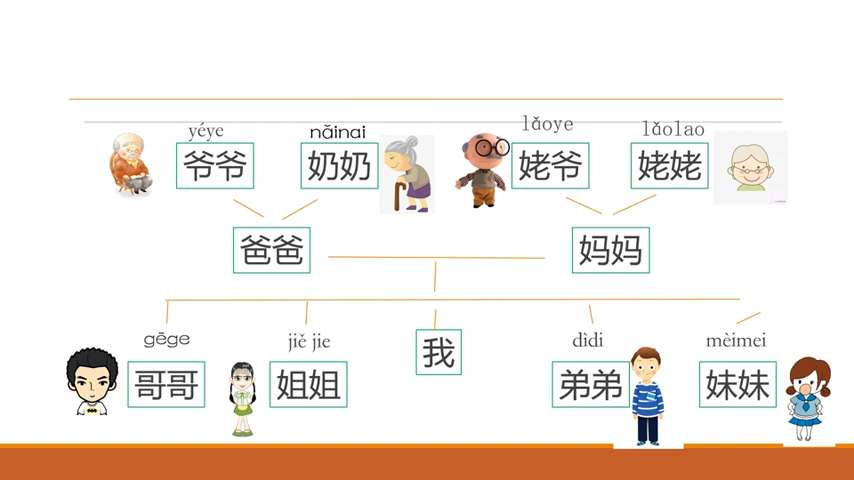 yéye
nǎinai
lǎoye
lǎolao
爷爷
奶奶
姥爷
姥姥
爸爸
妈妈
gēge
jiě jie
dìdi
mèimei
哥哥
姐姐
我
弟弟
妹妹